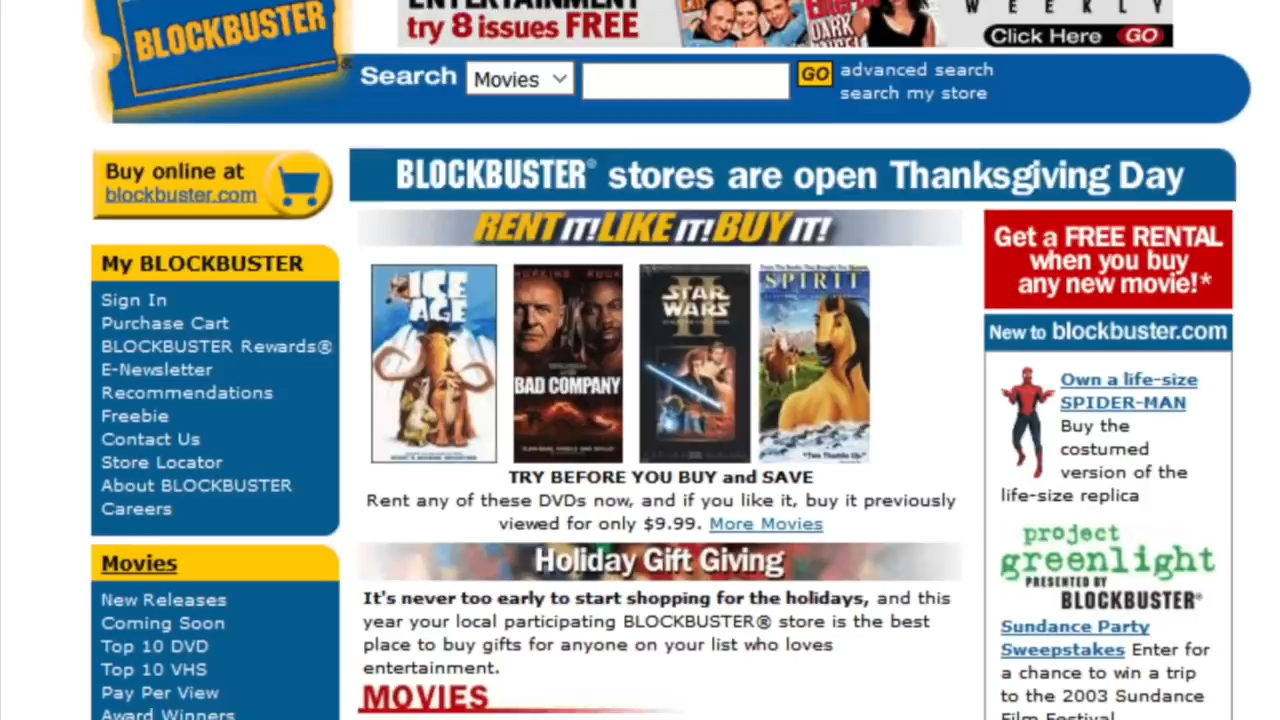 ENTERTAINMENT
try 8 issues FREE
WEEKLY
Click Here GO
BLOCKBUSTER
®
Search Movies GO advanced search
search my store
Buy online at
blockbuster.com
BLOCKBUSTER® stores are open Thanksgiving Day
My BLOCKBUSTER
Sign In
Purchase Cart
BLOCKBUSTER Rewards®
E-Newsletter
Recommendations
Freebie
Contact Us
Store Locator
About BLOCKBUSTER
Careers
Movies
New Releases
Coming Soon
Top 10 DVD
Top 10 VHS
Pay Per View
Award Winners
RENT IT! LIKE IT! BUY IT!
ICE
AGE
HOPKINS ROCK
BAD COMPANY
STAR
WARS
II
SPIRIT
"Two Thumbs Up"
TRY BEFORE YOU BUY and SAVE
Rent any of these DVDs now, and if you like it, buy it previously
viewed for only $9.99. More Movies
Holiday Gift Giving
It's never too early to start shopping for the holidays, and this
year your local participating BLOCKBUSTER® store is the best
place to buy gifts for anyone on your list who loves
entertainment.
MOVIES
Get a FREE RENTAL
when you buy
any new movie!*
New to blockbuster.com
Own a life-size
SPIDER-MAN
Buy the
costumed
version of the
life-size replica
project
greenlight
PRESENTED BY
BLOCKBUSTER®
Sundance Party
Sweepstakes Enter for
a chance to win a trip
to the 2003 Sundance
Film Festival